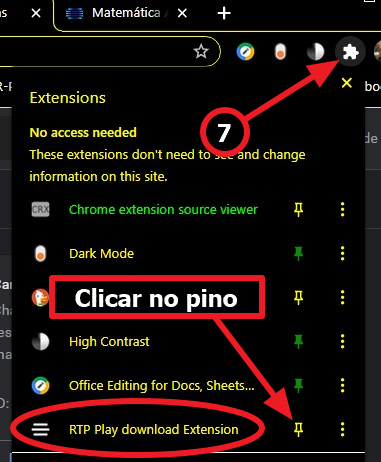 as
Matemática
R-P
7
Extensions
No access needed
These extensions don't need to see and change
information on this site.
CRX
Chrome extension source viewer
Dark Mode
Clicar no pino
High Contrast
Office Editing for Docs, Sheets...
RTP Play download Extension